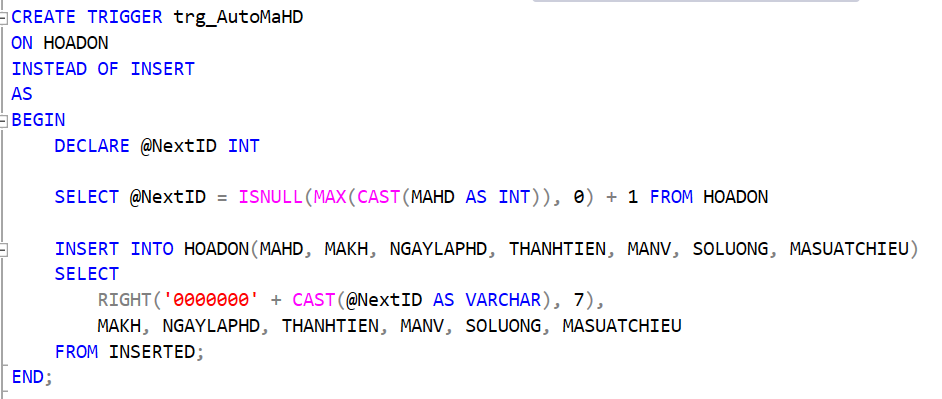 CREATE TRIGGER trg_AutoMaHD
ON HOADON
INSTEAD OF INSERT
AS
BEGIN
    DECLARE @NextID INT

    SELECT @NextID = ISNULL(MAX(CAST(MAHD AS INT)), 0) + 1 FROM HOADON

    INSERT INTO HOADON(MAHD, MAKH, NGAYLAPHD, THANHTIEN, MANV, SOLUONG, MASUATCHIEU)
    SELECT
        RIGHT('0000000' + CAST(@NextID AS VARCHAR), 7),
        MAKH, NGAYLAPHD, THANHTIEN, MANV, SOLUONG, MASUATCHIEU
    FROM INSERTED;
END;